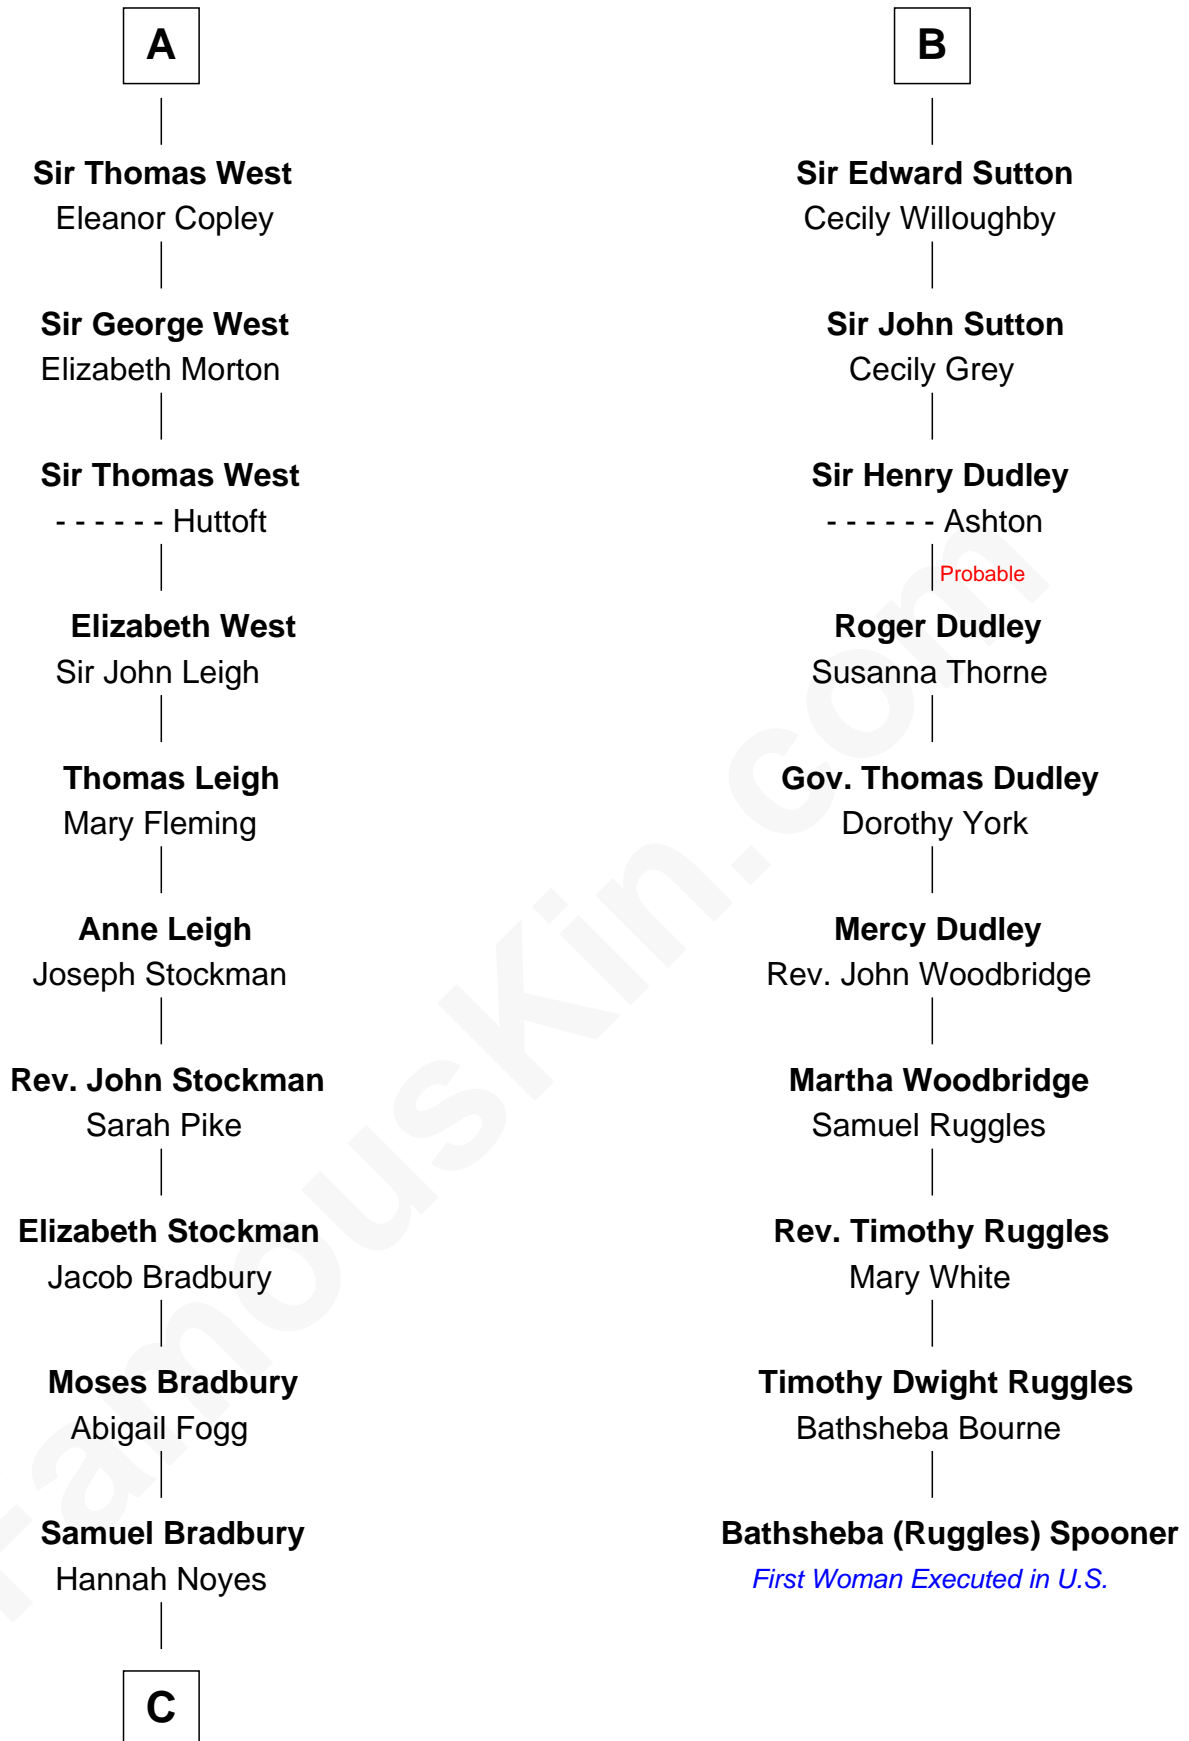 A
Sir Thomas West
Eleanor Copley
Sir George West
Elizabeth Morton
Sir Thomas West
- - - - - - Huttoft
Elizabeth West
Sir John Leigh
Thomas Leigh
Mary Fleming
Anne Leigh
Joseph Stockman
Rev. John Stockman
Sarah Pike
Elizabeth Stockman
Jacob Bradbury
Moses Bradbury
Abigail Fogg
Samuel Bradbury
Hannah Noyes
C
B
Sir Edward Sutton
Cecily Willoughby
Sir John Sutton
Cecily Grey
Sir Henry Dudley
- - - - - - Ashton
Probable
Roger Dudley
Susanna Thorne
Gov. Thomas Dudley
Dorothy York
Mercy Dudley
Rev. John Woodbridge
Martha Woodbridge
Samuel Ruggles
Rev. Timothy Ruggles
Mary White
Timothy Dwight Ruggles
Bathsheba Bourne
Bathsheba (Ruggles) Spooner
First Woman Executed in U.S.
FamousKin.com